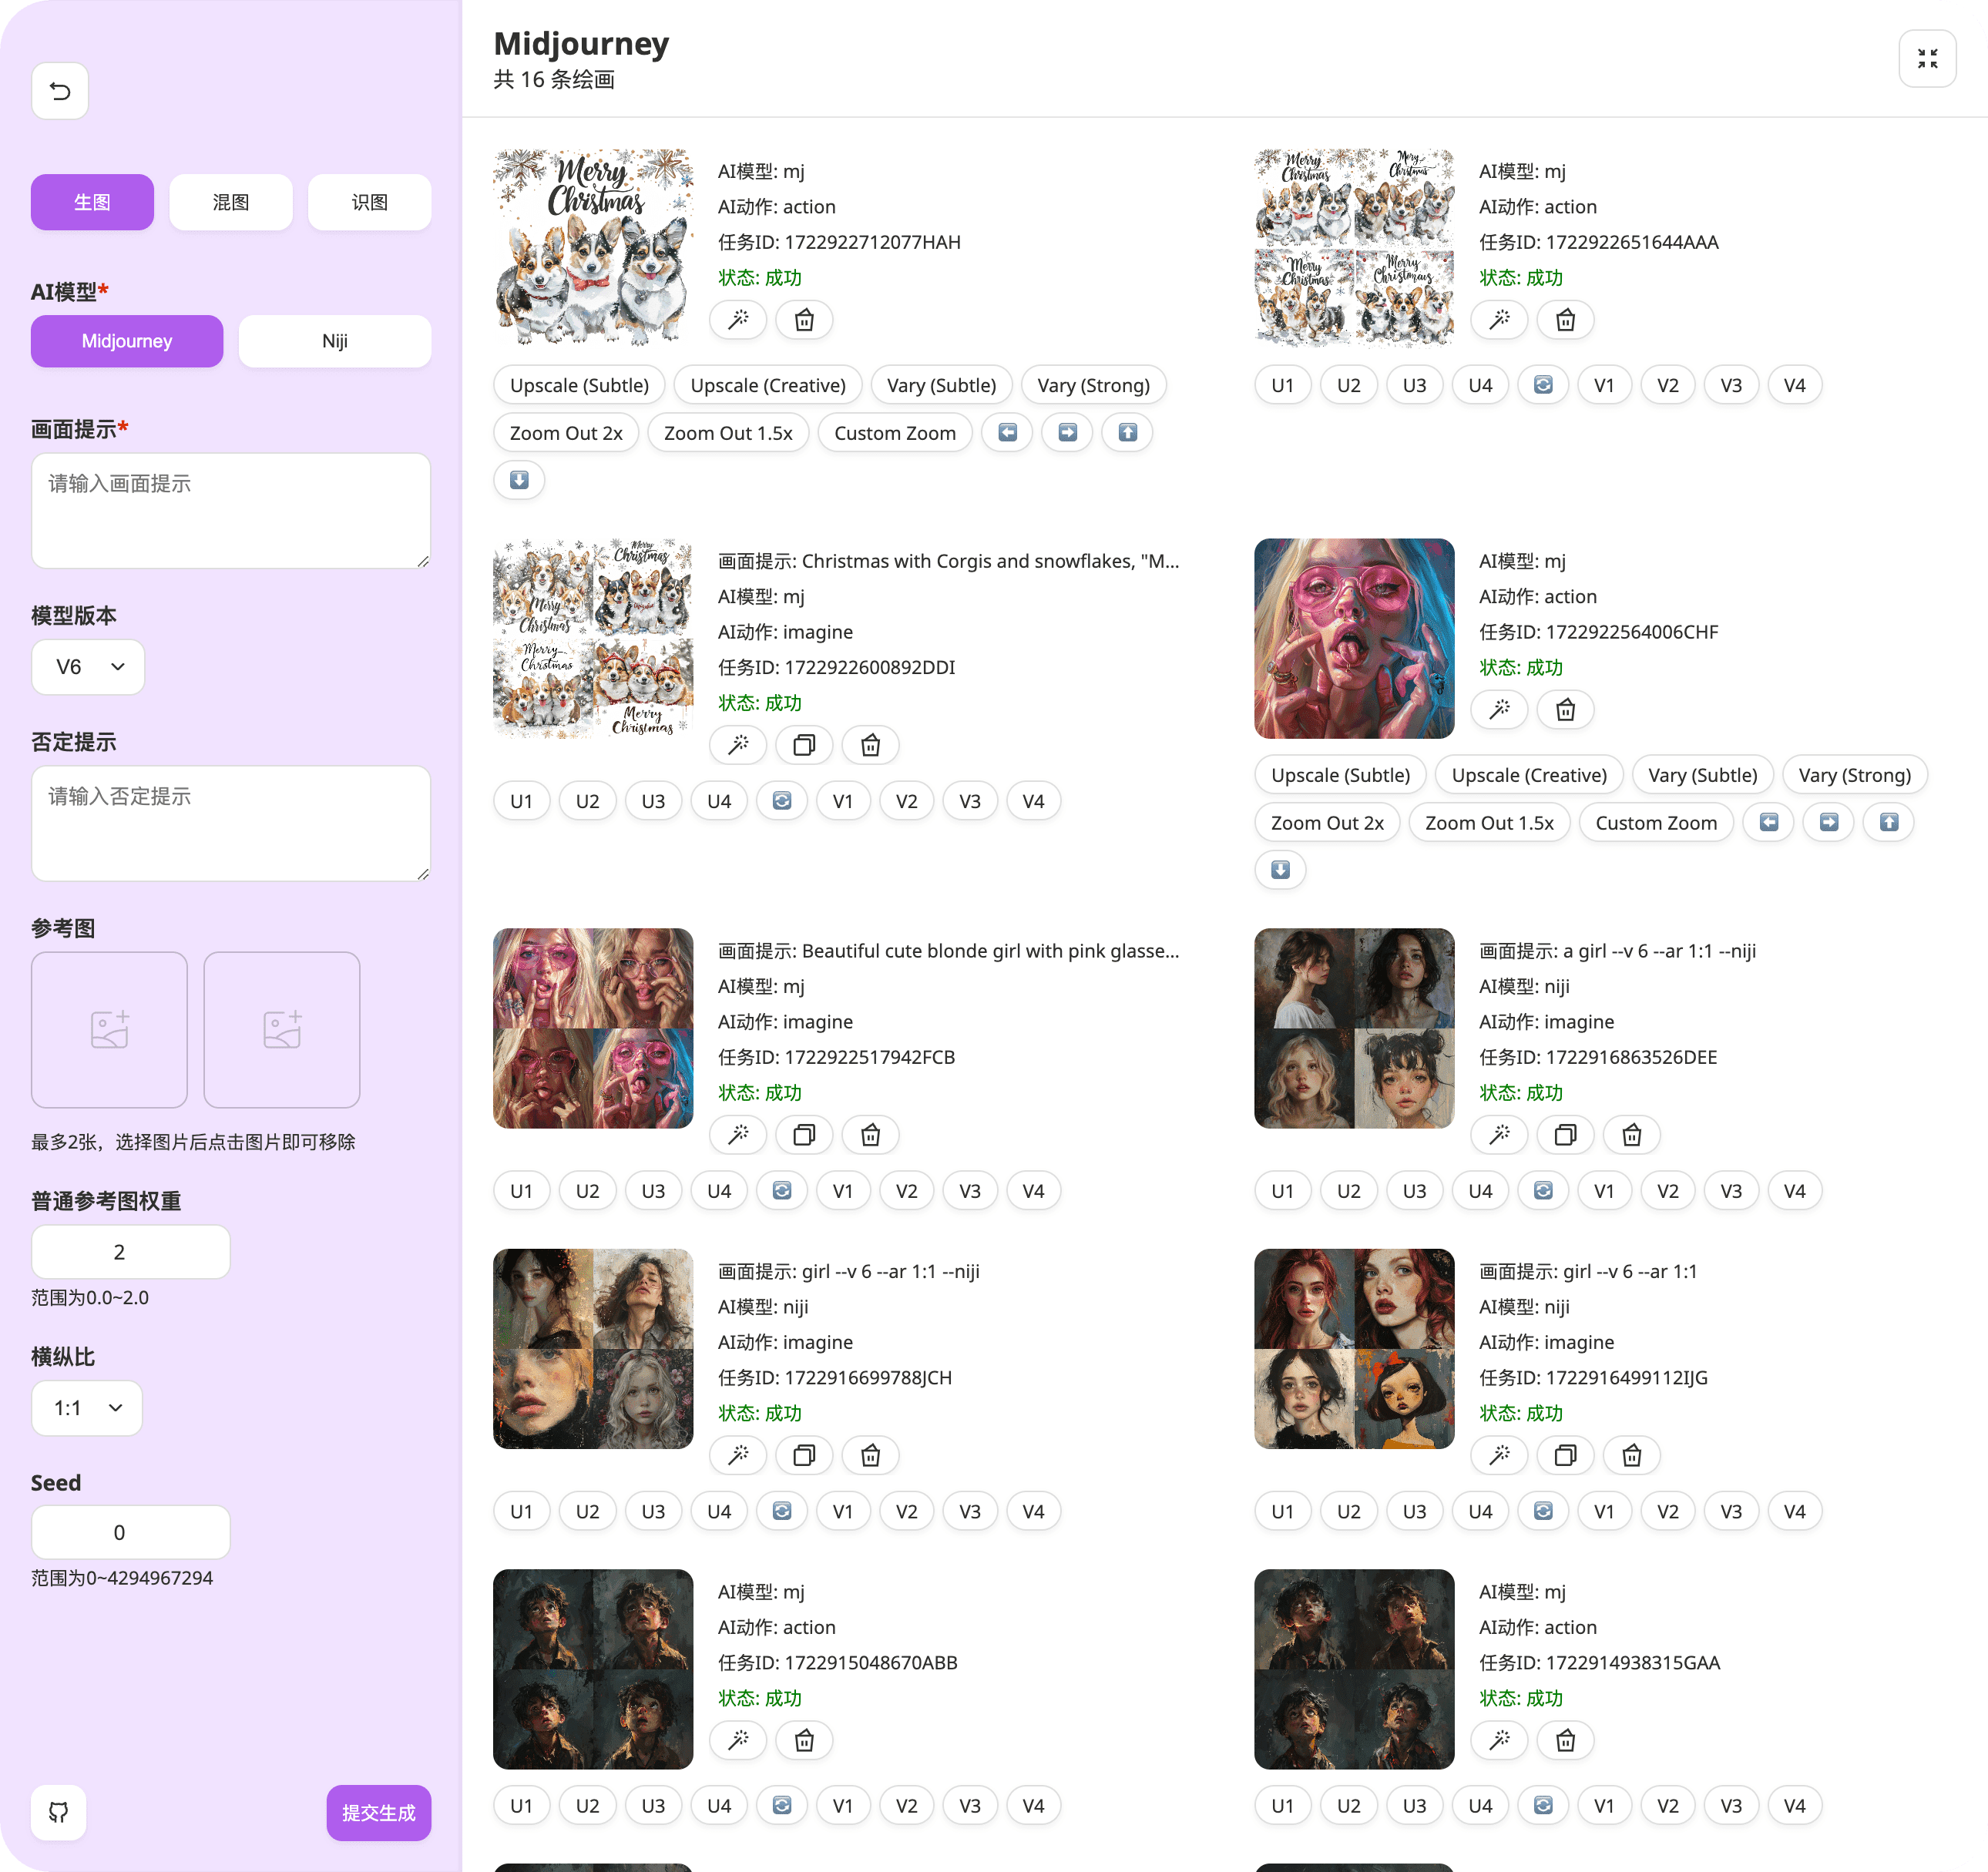 生图 混图 识图
AI模型*
Midjourney Niji
画面提示*
请输入画面提示
模型版本
V6
否定提示
请输入否定提示
参考图
最多2张，选择图片后点击图片即可移除
普通参考图权重
2
范围为0.0~2.0
横纵比
1:1
Seed
0
范围为0~4294967294
提交生成
Midjourney
共 16 条绘画
Merry
Christmas
AI模型: mj
AI动作: action
任务ID: 1722922712077HAH
状态: 成功
Upscale (Subtle) Upscale (Creative) Vary (Subtle) Vary (Strong)
Zoom Out 2x Zoom Out 1.5x Custom Zoom
Merry
Christmas
Merry
Christmas
AI模型: mj
AI动作: action
任务ID: 1722922651644AAA
状态: 成功
U1 U2 U3 U4 V1 V2 V3 V4
Merry
Christmas
Merry
Christmas
Merry
Christmas
Merry
画面提示: Christmas with Corgis and snowflakes, "M...
AI模型: mj
AI动作: imagine
任务ID: 1722922600892DDI
状态: 成功
U1 U2 U3 U4 V1 V2 V3 V4
AI模型: mj
AI动作: action
任务ID: 1722922564006CHF
状态: 成功
Upscale (Subtle) Upscale (Creative) Vary (Subtle) Vary (Strong)
Zoom Out 2x Zoom Out 1.5x Custom Zoom
画面提示: Beautiful cute blonde girl with pink glasse...
AI模型: mj
AI动作: imagine
任务ID: 1722922517942FCB
状态: 成功
U1 U2 U3 U4 V1 V2 V3 V4
画面提示: a girl --v 6 --ar 1:1 --niji
AI模型: niji
AI动作: imagine
任务ID: 1722916863526DEE
状态: 成功
U1 U2 U3 U4 V1 V2 V3 V4
画面提示: girl --v 6 --ar 1:1 --niji
AI模型: niji
AI动作: imagine
任务ID: 1722916699788JCH
状态: 成功
U1 U2 U3 U4 V1 V2 V3 V4
画面提示: girl --v 6 --ar 1:1
AI模型: niji
AI动作: imagine
任务ID: 1722916499112IJG
状态: 成功
U1 U2 U3 U4 V1 V2 V3 V4
AI模型: mj
AI动作: action
任务ID: 1722915048670ABB
状态: 成功
U1 U2 U3 U4 V1 V2 V3 V4
AI模型: mj
AI动作: action
任务ID: 1722914938315GAA
状态: 成功
U1 U2 U3 U4 V1 V2 V3 V4